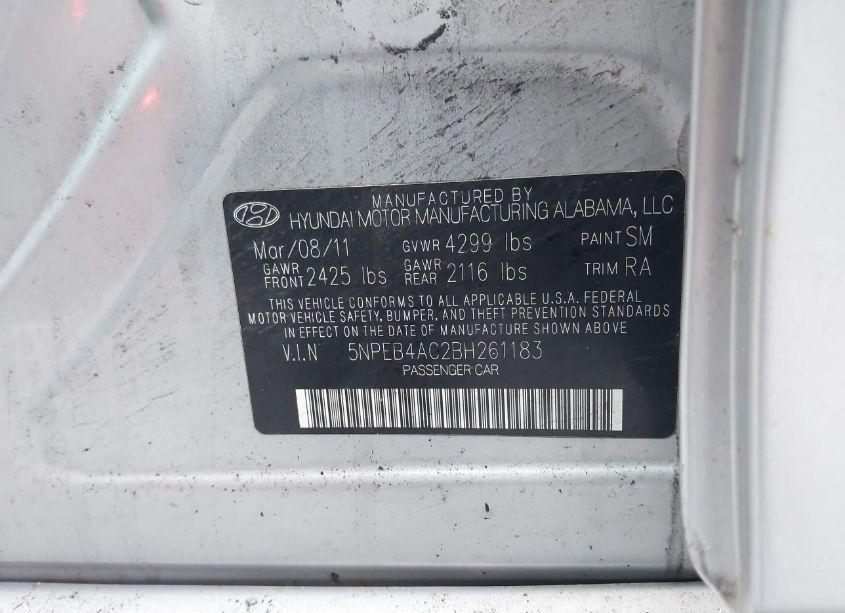 MANUFACTURED BY
HYUNDAI MOTOR MANUFACTURING ALABAMA, LLC
Mar/08/11 GVWR 4299 lbs PAINT SM
GAWR FRONT 2425 lbs GAWR REAR 2116 lbs TRIM RA
THIS VEHICLE CONFORMS TO ALL APPLICABLE U.S.A. FEDERAL
MOTOR VEHICLE SAFETY, BUMPER, AND THEFT PREVENTION STANDARDS
IN EFFECT ON THE DATE OF MANUFACTURE SHOWN ABOVE
V.I.N 5NPEB4AC2BH261183
PASSENGER CAR